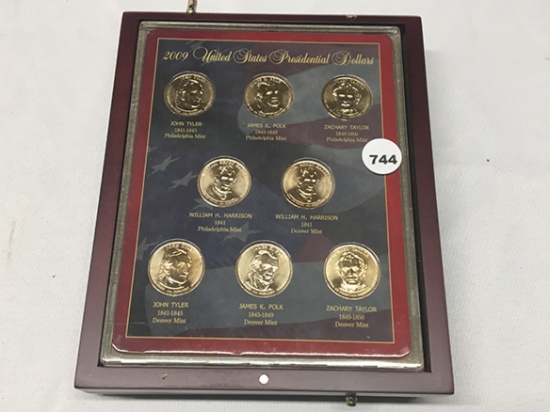 2009 United States Presidential Dollars
JOHN TYLER
1841-1845
Philadelphia Mint
JAMES K. POLK
1845-1849
Philadelphia Mint
ZACHARY TAYLOR
1849-1850
Philadelphia Mint
744
WILLIAM H. HARRISON
1841
Philadelphia Mint
WILLIAM H. HARRISON
1841
Denver Mint
JOHN TYLER
1841-1845
Denver Mint
JAMES K. POLK
1845-1849
Denver Mint
ZACHARY TAYLOR
1849-1850
Denver Mint